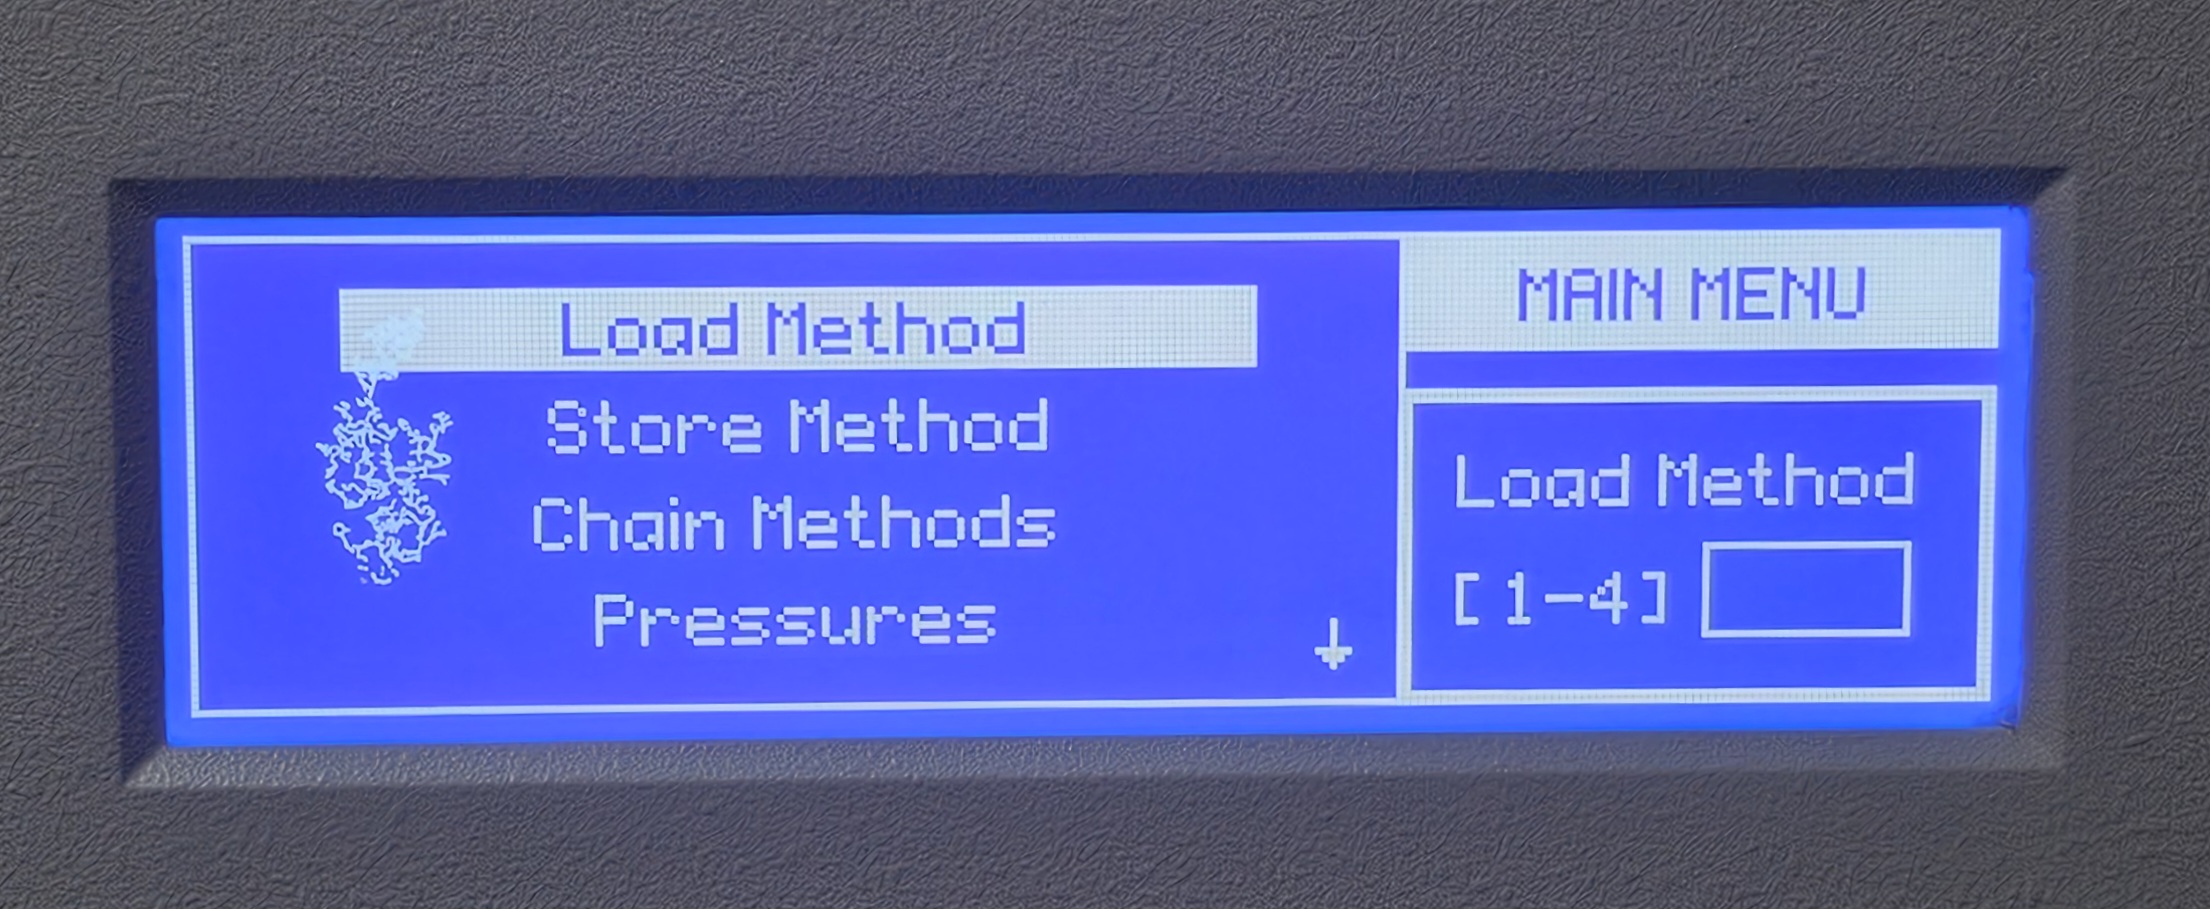 Load Method
Store Method
Chain Methods
Pressures
MAIN MENU
Load Method
[1-4]